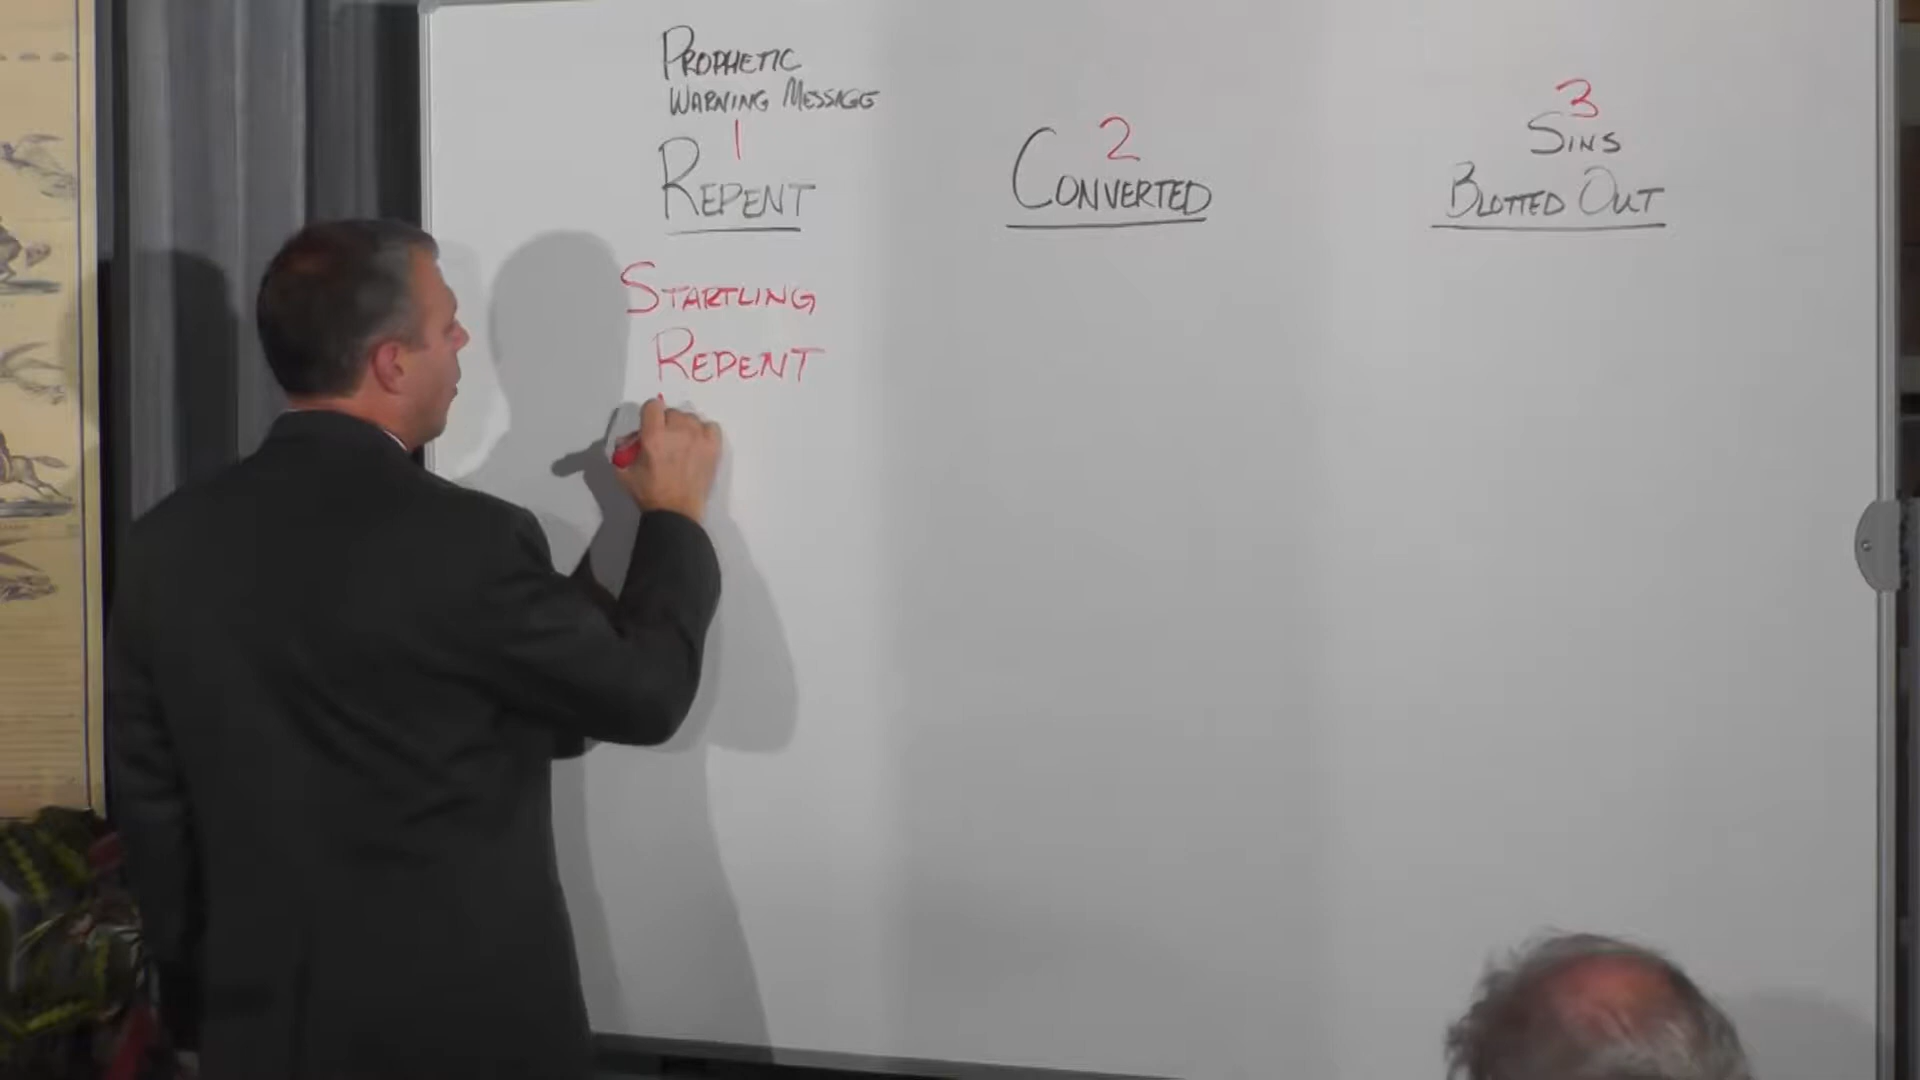 PROPHETIC
WARNING MESSAGE
1
REPENT
STARTLING
REPENT
2
CONVERTED
3
SINS
BLOTTED OUT